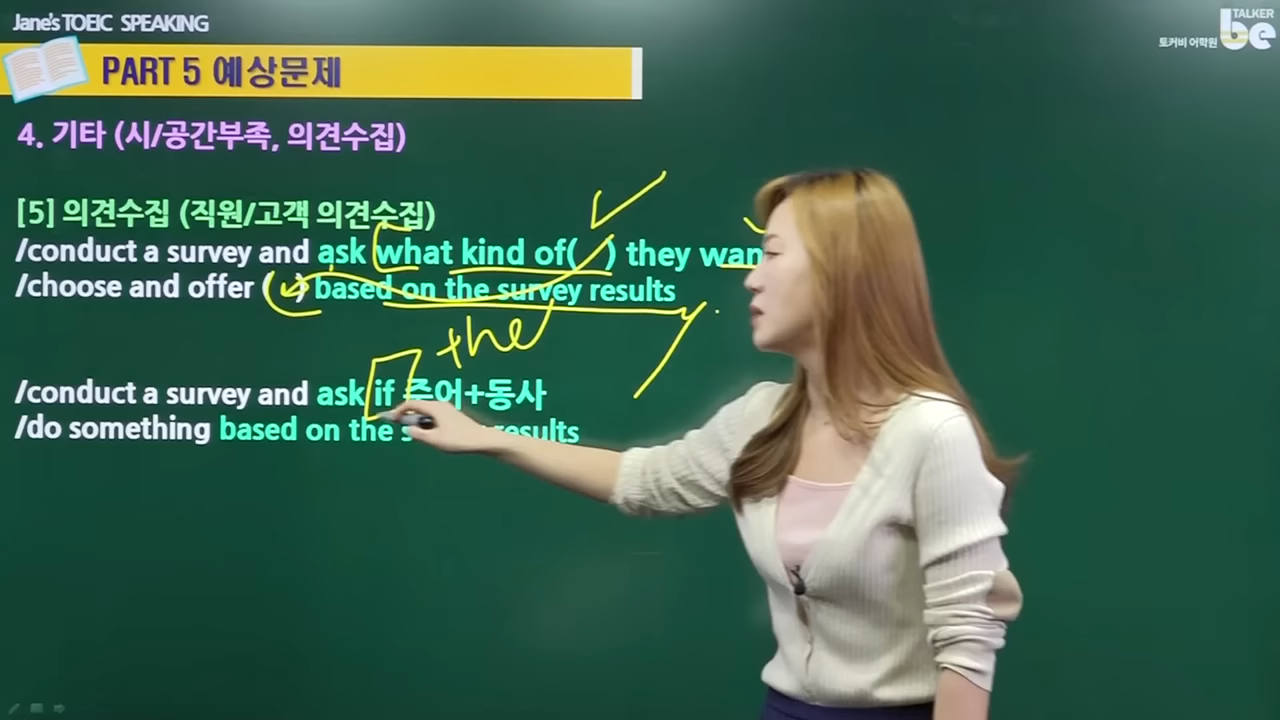 Jane's TOEIC SPEAKING
TALKER
be
토커비 어학원
PART 5 예상문제
4. 기타 (시/공간부족, 의견수집)
[5] 의견수집 (직원/고객 의견수집)
/conduct a survey and ask what kind of( ) they wan
/choose and offer ( ) based on the survey results
the
/conduct a survey and ask if 주어+동사
/do something based on the results